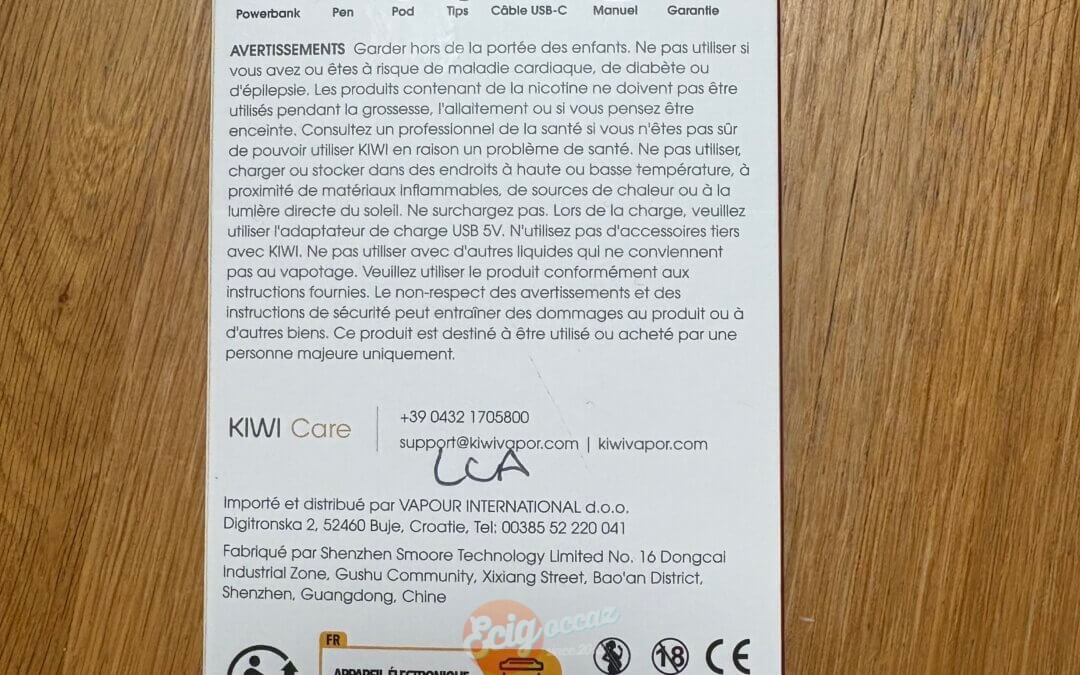 Powerbank Pen Pod Tips Câble USB-C Manuel Garantie
AVERTISSEMENTS Garder hors de la portée des enfants. Ne pas utiliser si
vous avez ou êtes à risque de maladie cardiaque, de diabète ou
d'épilepsie. Les produits contenant de la nicotine ne doivent pas être
utilisés pendant la grossesse, l'allaitement ou si vous pensez être
enceinte. Consultez un professionnel de la santé si vous n'êtes pas sûr
de pouvoir utiliser KIWI en raison un problème de santé. Ne pas utiliser,
charger ou stocker dans des endroits à haute ou basse température, à
proximité de matériaux inflammables, de sources de chaleur ou à la
lumière directe du soleil. Ne surchargez pas. Lors de la charge, veuillez
utiliser l'adaptateur de charge USB 5V. N'utilisez pas d'accessoires tiers
avec KIWI. Ne pas utiliser avec d'autres liquides qui ne conviennent
pas au vapotage. Veuillez utiliser le produit conformément aux
instructions fournies. Le non-respect des avertissements et des
instructions de sécurité peut entraîner des dommages au produit ou à
d'autres biens. Ce produit est destiné à être utilisé ou acheté par une
personne majeure uniquement.
KIWI Care
+39 0432 1705800
support@kiwivapor.com | kiwivapor.com
LCA
Importé et distribué par VAPOUR INTERNATIONAL d.o.o.
Digitronska 2, 52460 Buje, Croatie, Tel: 00385 52 220 041
Fabriqué par Shenzhen Smoore Technology Limited No. 16 Dongcai
Industrial Zone, Gushu Community, Xixiang Street, Bao'an District,
Shenzhen, Guangdong, Chine
Ecig occaz
FR
APPAREIL ÉLECTRONIQUE
18 CE